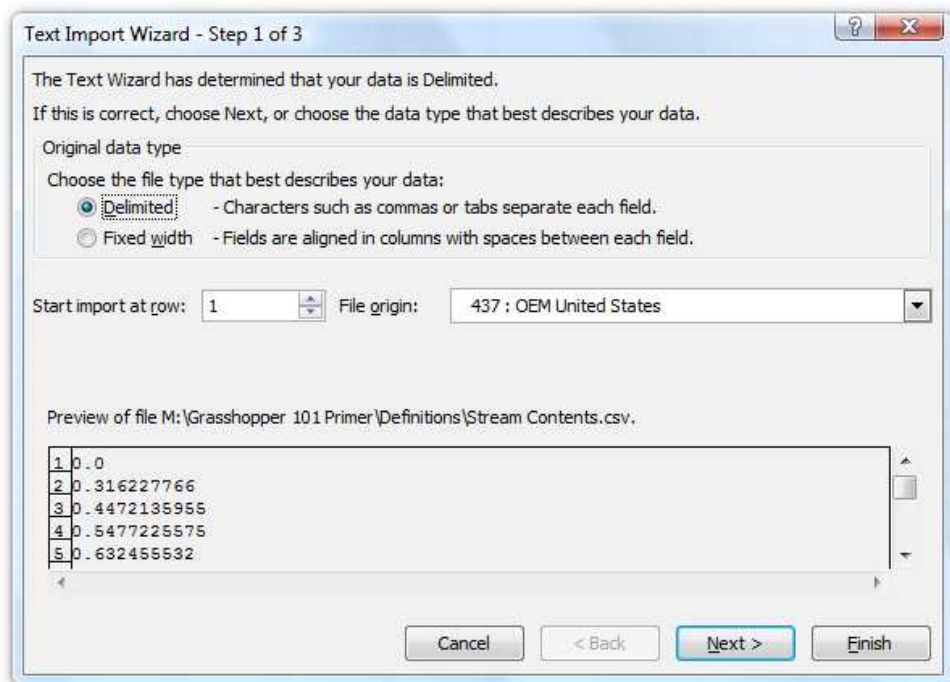 Text Import Wizard - Step 1 of 3
The Text Wizard has determined that your data is Delimited.
If this is correct, choose Next, or choose the data type that best describes your data.
Original data type
Choose the file type that best describes your data:
Delimited - Characters such as commas or tabs separate each field.
Fixed width - Fields are aligned in columns with spaces between each field.
Start import at row: 1 File origin: 437 : OEM United States
Preview of file M:\Grasshopper 101 Primer\Definitions\Stream Contents.csv.
1 0.0
2 0.316227766
3 0.4472135955
4 0.5477225575
5 0.632455532
Cancel < Back Next > Finish